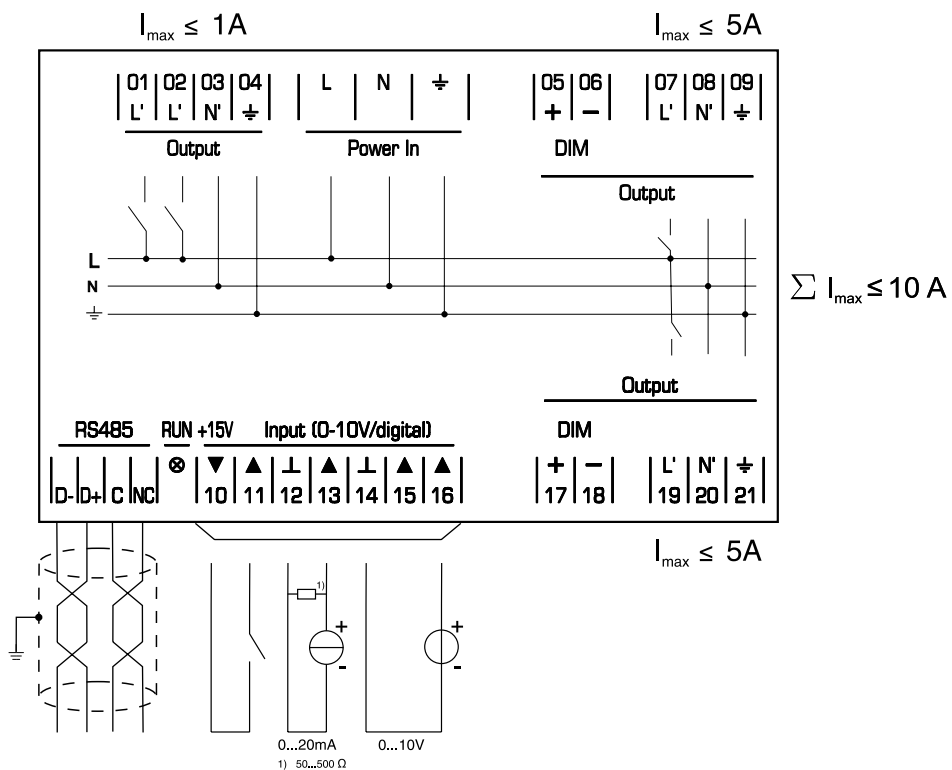 Imax ≤ 1A
Imax ≤ 5A
01 02 03 04 L N ⏚ 05 06 07 08 09
L' L' N' ⏚ + − L' N' ⏚
Output Power In DIM
Output
L
N
⏚
∑ Imax ≤ 10 A
Output
RS485 RUN +15V Input (0-10V/digital) DIM
⊗ ▼ ▲ ⊥ ▲ ⊥ ▲ ▲ + − L' N' ⏚
D- D+ C NC 10 11 12 13 14 15 16 17 18 19 20 21
Imax ≤ 5A
1)
+ +
- -
0...20mA 0...10V
1) 50...500 Ω